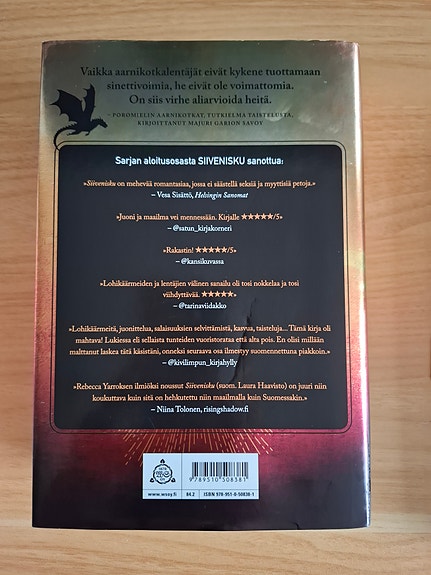 Vaikka aarnikotkalentäjät eivät kykene tuottamaan
sinettivoimia, he eivät ole voimattomia.
On siis virhe aliarvioida heitä.
– POROMIELIN AARNIKOTKAT, TUTKIELMA TAISTELUSTA,
KIRJOITTANUT MAJURI GARION SAVOY
Sarjan aloitusosasta SIIVENISKU sanottua:
»Siivenisku on mehevää romantasiaa, jossa ei säästellä seksiä ja myyttisiä petoja.»
– Vesa Sisättö, Helsingin Sanomat
»Juoni ja maailma vei mennessään. Kirjalle ★★★★★/5»
– @satun_kirjakorneri
»Rakastin! ★★★★★/5»
– @kansikuvassa
»Lohikäärmeiden ja lentäjien välinen sanailu oli tosi nokkelaa ja tosi
viihdyttävää. ★★★★★»
– @tarinaviidakko
»Lohikäärmeitä, juonittelua, salaisuuksien selvittämistä, kasvua, taisteluja... Tämä kirja oli
mahtava! Lukiessa eli sellaista tunteiden vuoristorataa että alta pois. En olisi millään
malttanut laskea tätä käsistäni, onneksi seuraava osa ilmestyy suomennettuna piakkoin.»
– @kivilimpun_kirjahylly
»Rebecca Yarroksen ilmiöksi noussut Siivenisku (suom. Laura Haavisto) on juuri niin
koukuttava kuin sitä on hehkutettu niin maailmalla kuin Suomessakin.»
– Niina Tolonen, risingshadow.fi
9789510508381
www.wsoy.fi
84.2
ISBN 978-951-0-50838-1